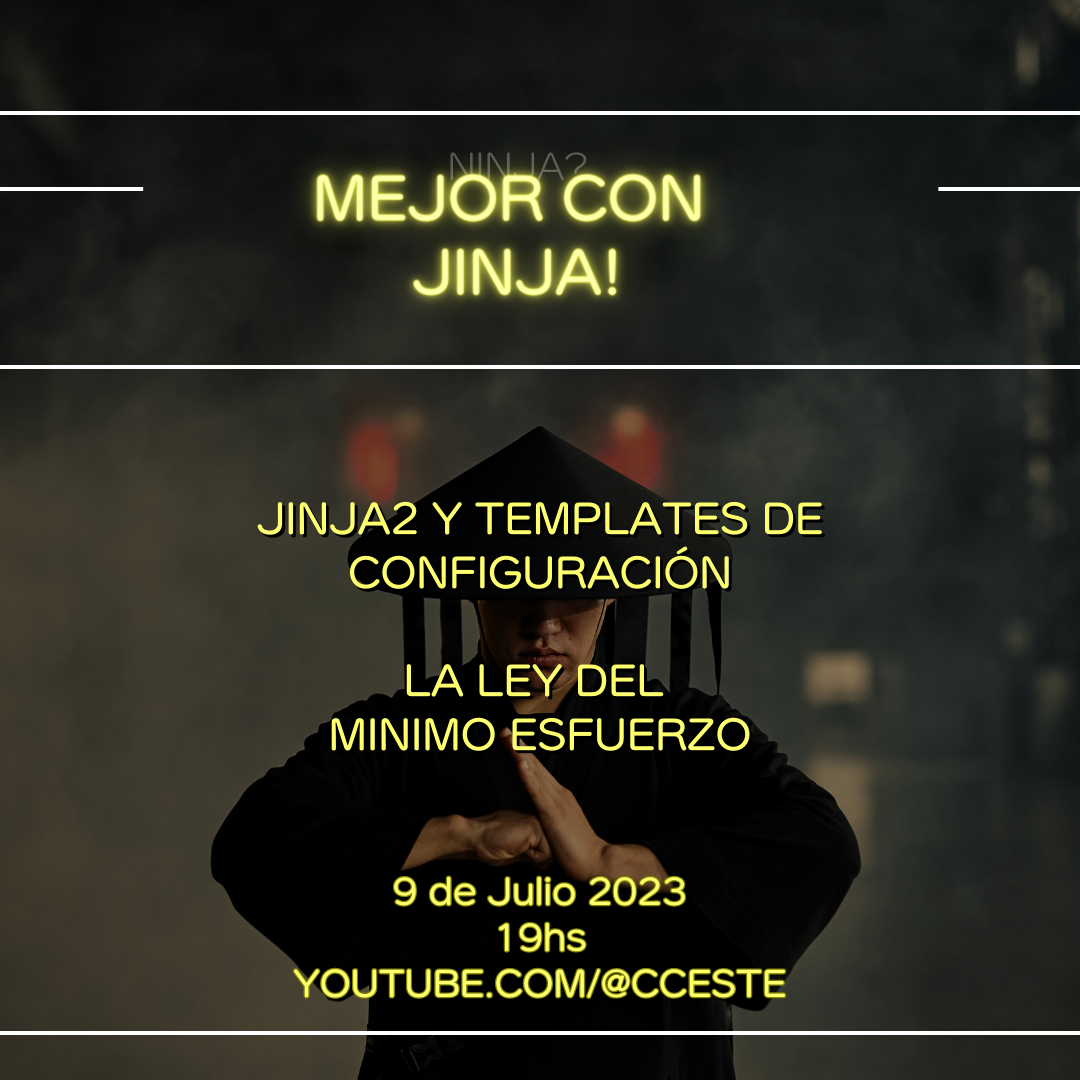 NINJA?
MEJOR CON
JINJA!
JINJA2 Y TEMPLATES DE
CONFIGURACIÓN
LA LEY DEL
MINIMO ESFUERZO
9 de Julio 2023
19hs
YOUTUBE.COM/@CCESTE